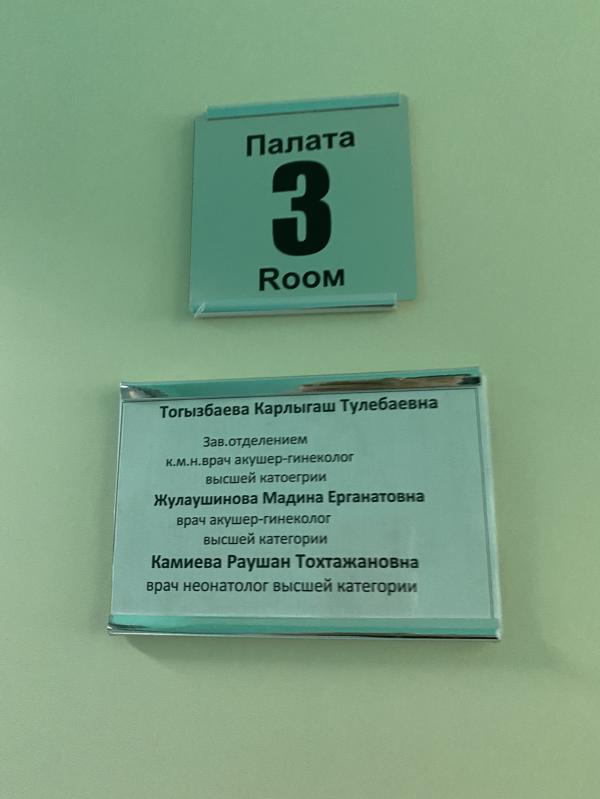 Палата
3
Rooм
Тогызбаева Карлыгаш Тулебаевна
Зав.отделением
к.м.н.врач акушер-гинеколог
высшей катоегрии
Жулаушинова Мадина Ерганатовна
врач акушер-гинеколог
высшей категории
Камиева Раушан Тохтажановна
врач неонатолог высшей категории